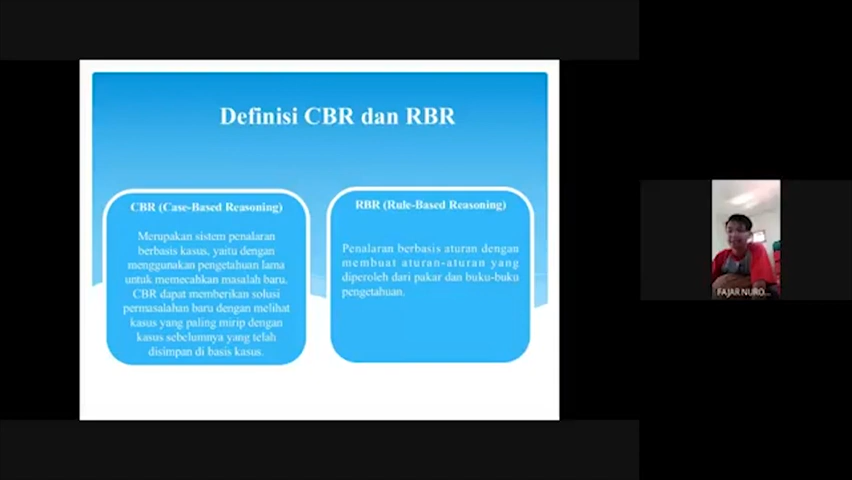 Definisi CBR dan RBR
CBR (Case-Based Reasoning)
Merupakan sistem penalaran
berbasis kasus, yaitu dengan
menggunakan pengetahuan lama
untuk memecahkan masalah baru.
CBR dapat memberikan solusi
permasalahan baru dengan melihat
kasus yang paling mirip dengan
kasus sebelumnya yang telah
disimpan di basis kasus.
RBR (Rule-Based Reasoning)
Penalaran berbasis aturan dengan
membuat aturan-aturan yang
diperoleh dari pakar dan buku-buku
pengetahuan.
FAJAR NURO...